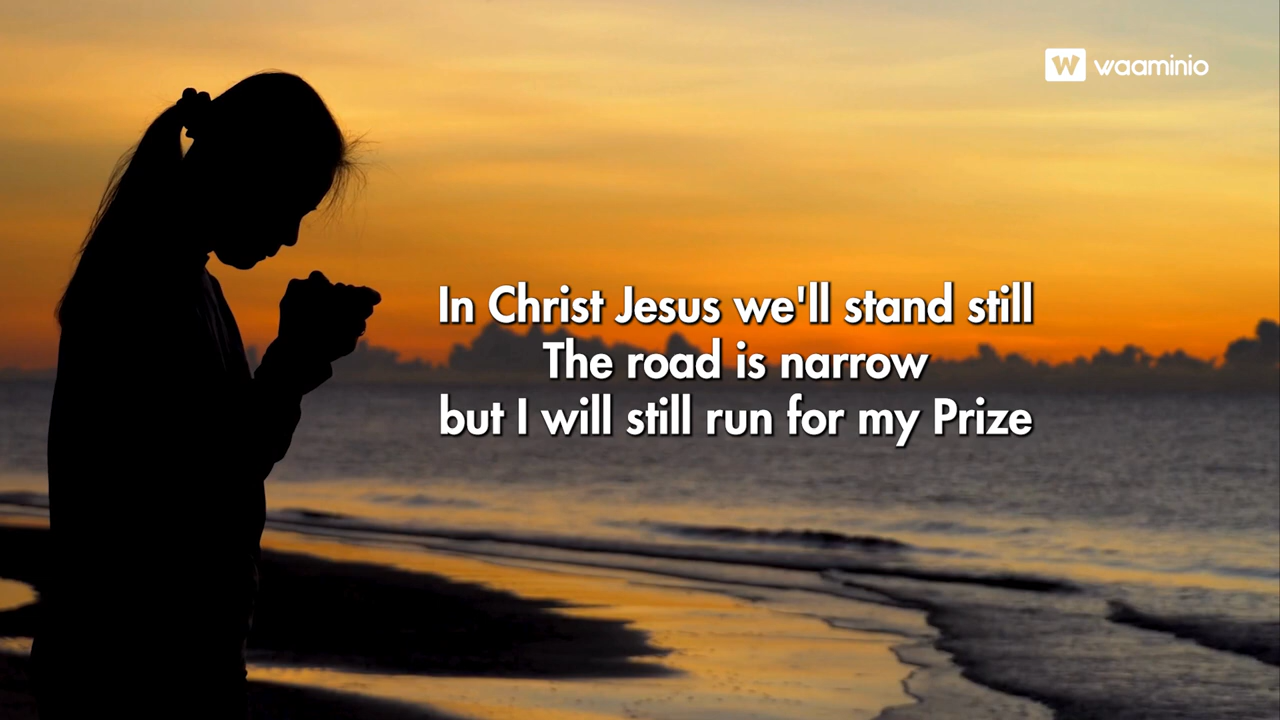 W waaminio
In Christ Jesus we'll stand still
The road is narrow
but I will still run for my Prize